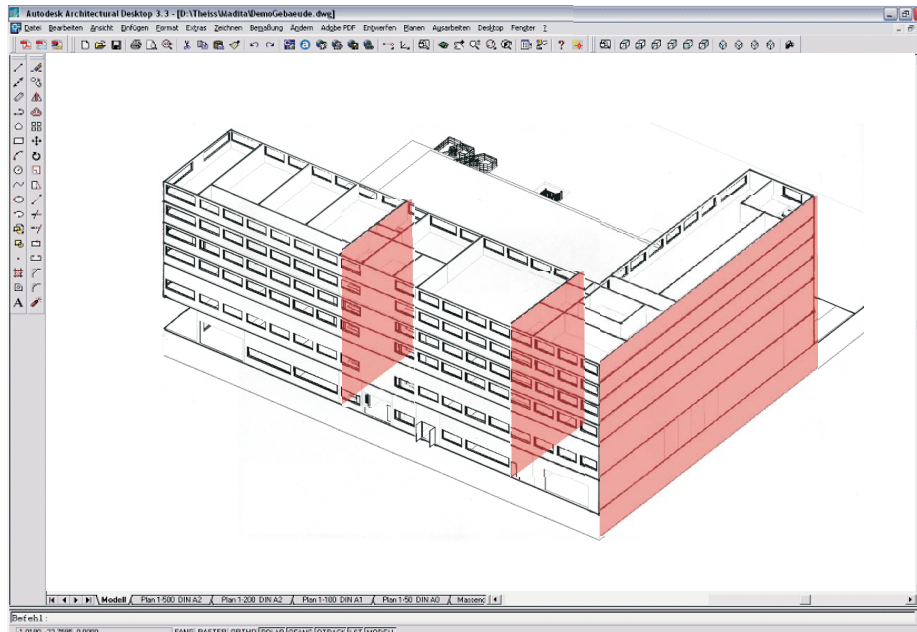 Autodesk Architectural Desktop 3.3 - [D:\Theiss\Madita\DemoGebaeude.dwg]
Datei Bearbeiten Ansicht Einfügen Format Extras Zeichnen Bemaßung Ändern Adobe PDF Entwerfen Planen Ausarbeiten Desktop Fenster ?
Modell Plan 1-500 DIN A2 Plan 1-200 DIN A2 Plan 1-100 DIN A1 Plan 1-50 DIN A0 Massen
Befehl:
FANG RASTER ORTHO POLAR OFANG OTRACK LST MODELL